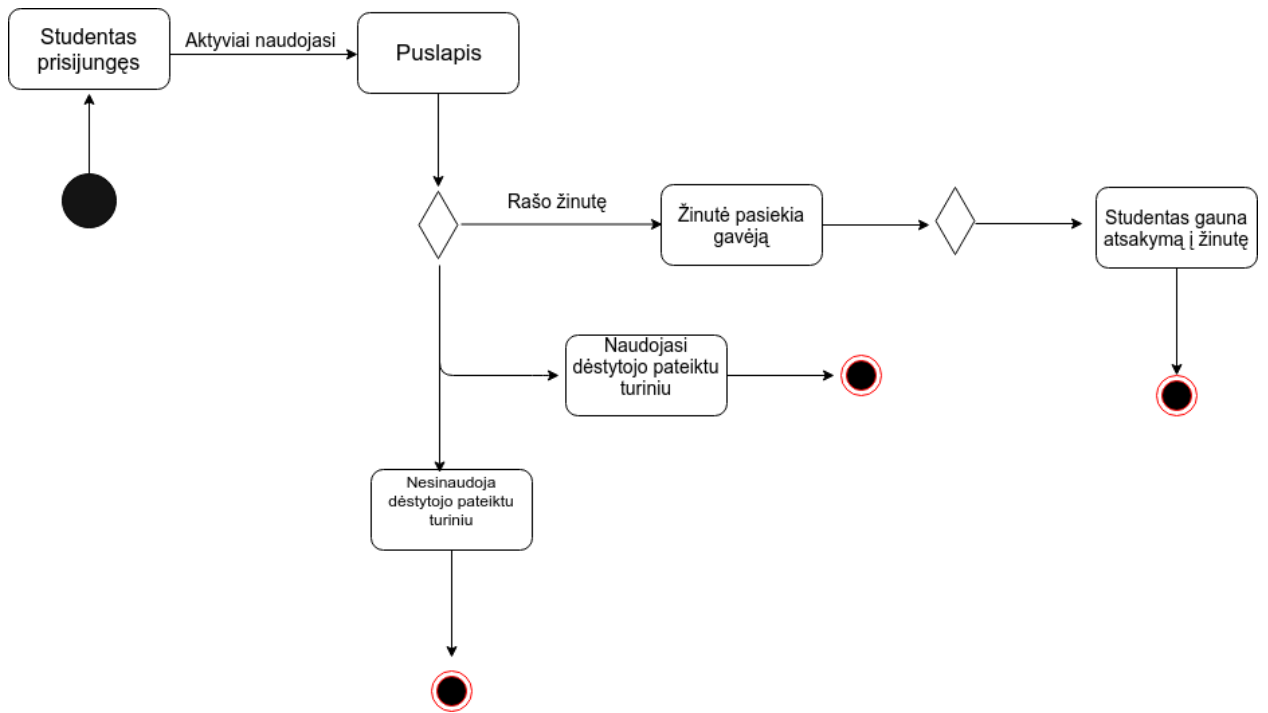 Studentas
prisijungęs
Aktyviai naudojasi
Puslapis
Rašo žinutę
Žinutė pasiekia
gavėją
Studentas gauna
atsakymą į žinutę
Naudojasi
dėstytojo pateiktu
turiniu
Nesinaudoja
dėstytojo pateiktu
turiniu